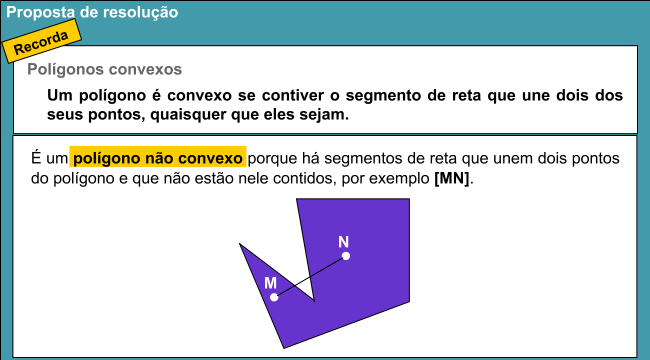 Proposta de resolução
Recorda
Polígonos convexos
Um polígono é convexo se contiver o segmento de reta que une dois dos
seus pontos, quaisquer que eles sejam.
É um polígono não convexo porque há segmentos de reta que unem dois pontos
do polígono e que não estão nele contidos, por exemplo [MN].
N
M